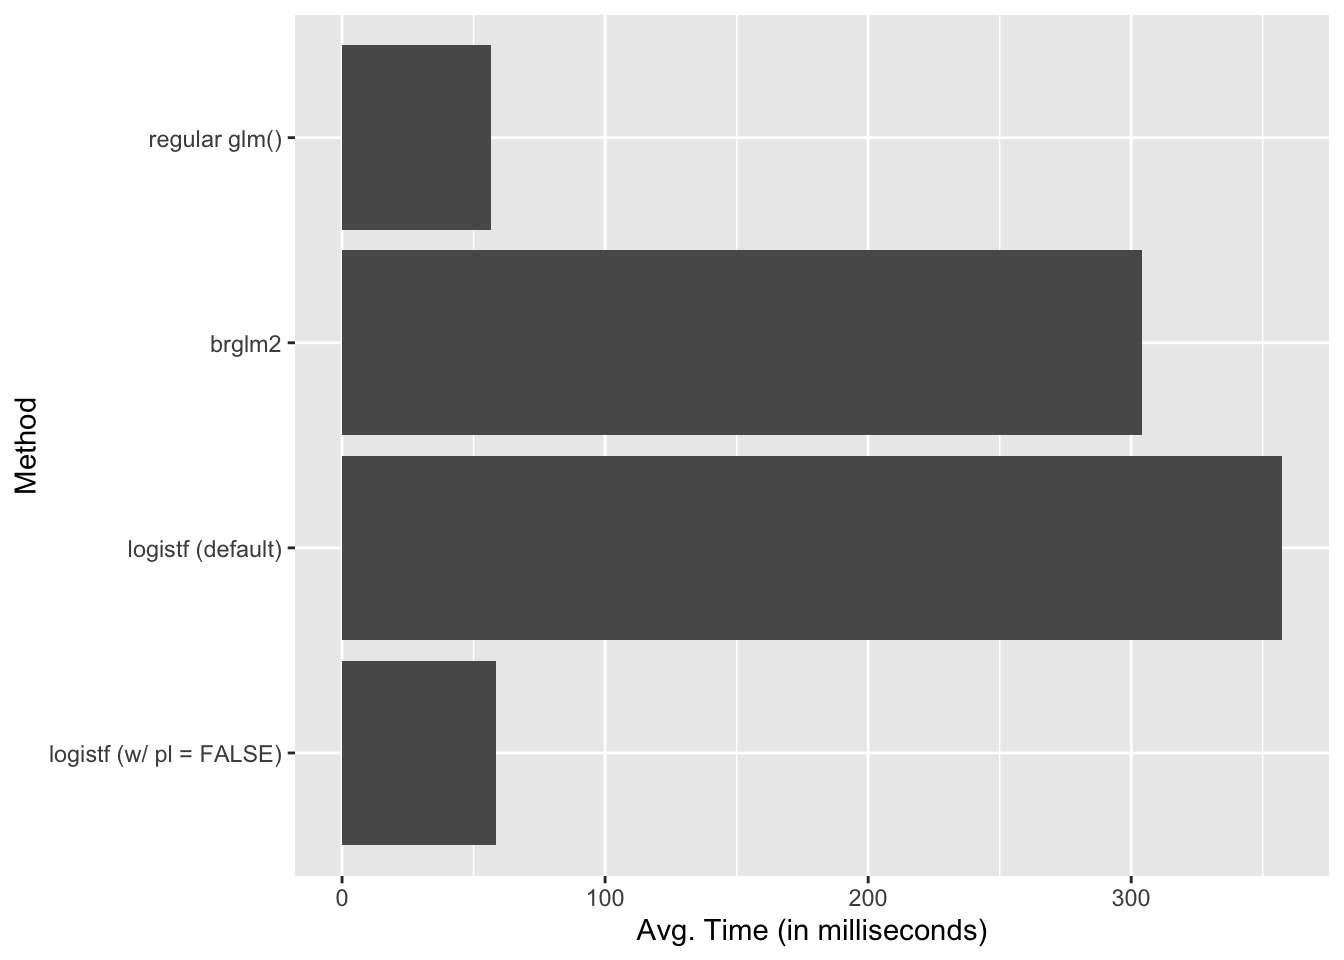 regular glm()
brglm2
logistf (default)
logistf (w/ pl = FALSE)
Method
0 100 200 300
Avg. Time (in milliseconds)